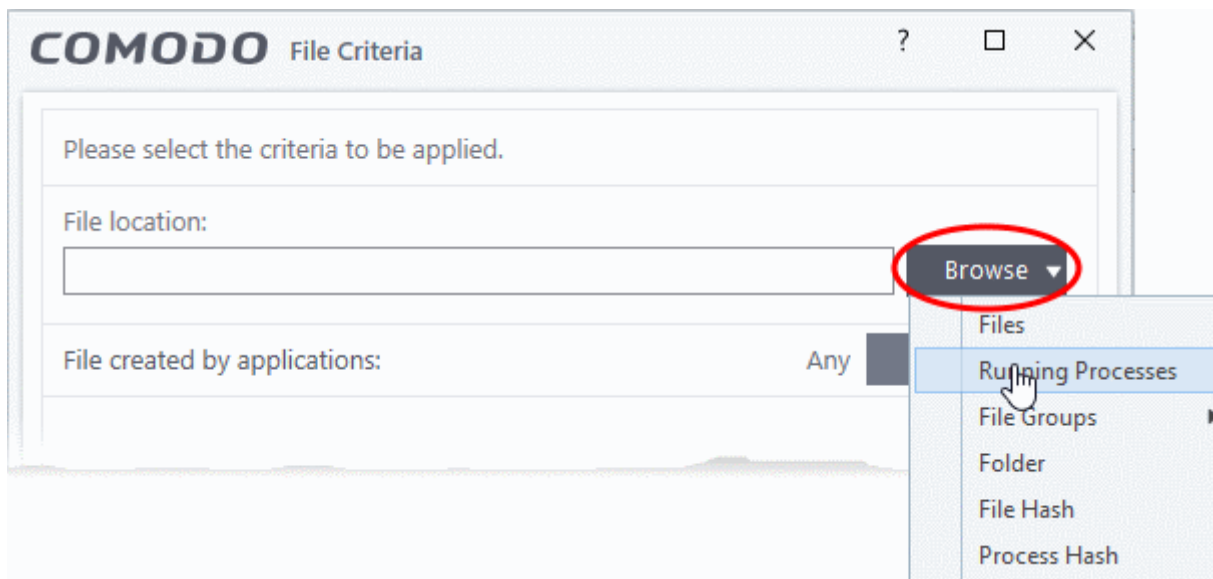 COMODO File Criteria ?
Please select the criteria to be applied.
File location:
Browse
Files
File created by applications: Any
Running Processes
File Groups
Folder
File Hash
Process Hash